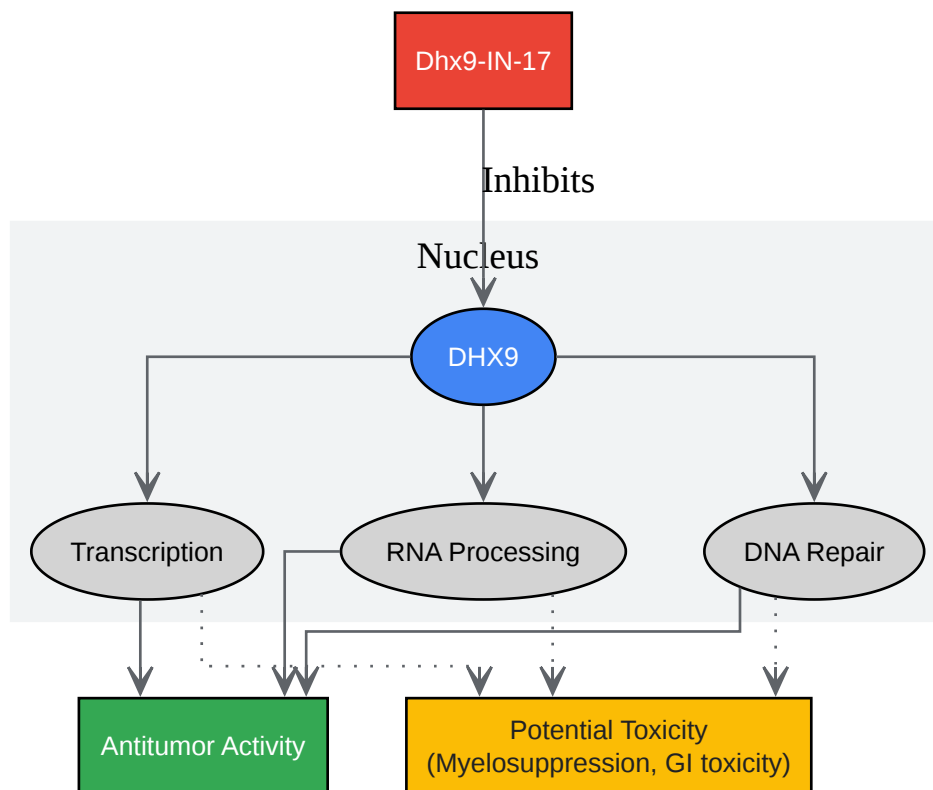 Dhx9-IN-17
Inhibits
Nucleus
DHX9
Transcription
RNA Processing
DNA Repair
Antitumor Activity
Potential Toxicity
(Myelosuppression, GI toxicity)